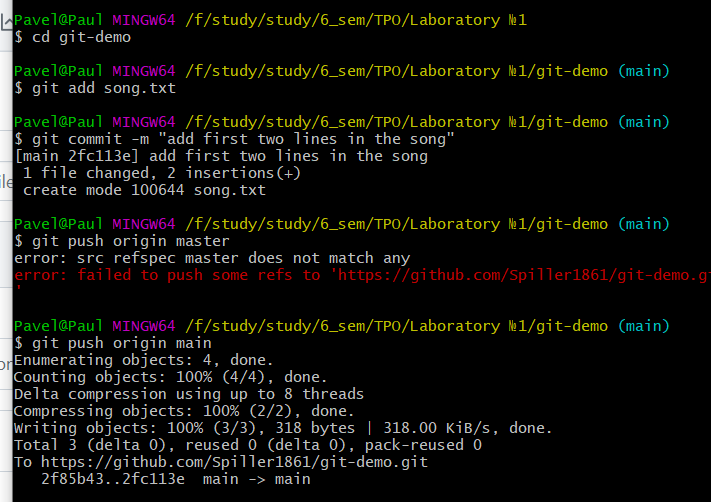 Pavel@Paul MINGW64 /f/study/study/6_sem/TPO/Laboratory №1
$ cd git-demo
Pavel@Paul MINGW64 /f/study/study/6_sem/TPO/Laboratory №1/git-demo (main)
$ git add song.txt
Pavel@Paul MINGW64 /f/study/study/6_sem/TPO/Laboratory №1/git-demo (main)
$ git commit -m "add first two lines in the song"
[main 2fc113e] add first two lines in the song
 1 file changed, 2 insertions(+)
 create mode 100644 song.txt
Pavel@Paul MINGW64 /f/study/study/6_sem/TPO/Laboratory №1/git-demo (main)
$ git push origin master
error: src refspec master does not match any
error: failed to push some refs to 'https://github.com/Spiller1861/git-demo.gi
'
Pavel@Paul MINGW64 /f/study/study/6_sem/TPO/Laboratory №1/git-demo (main)
$ git push origin main
Enumerating objects: 4, done.
Counting objects: 100% (4/4), done.
Delta compression using up to 8 threads
Compressing objects: 100% (2/2), done.
Writing objects: 100% (3/3), 318 bytes | 318.00 KiB/s, done.
Total 3 (delta 0), reused 0 (delta 0), pack-reused 0
To https://github.com/Spiller1861/git-demo.git
   2f85b43..2fc113e  main -> main